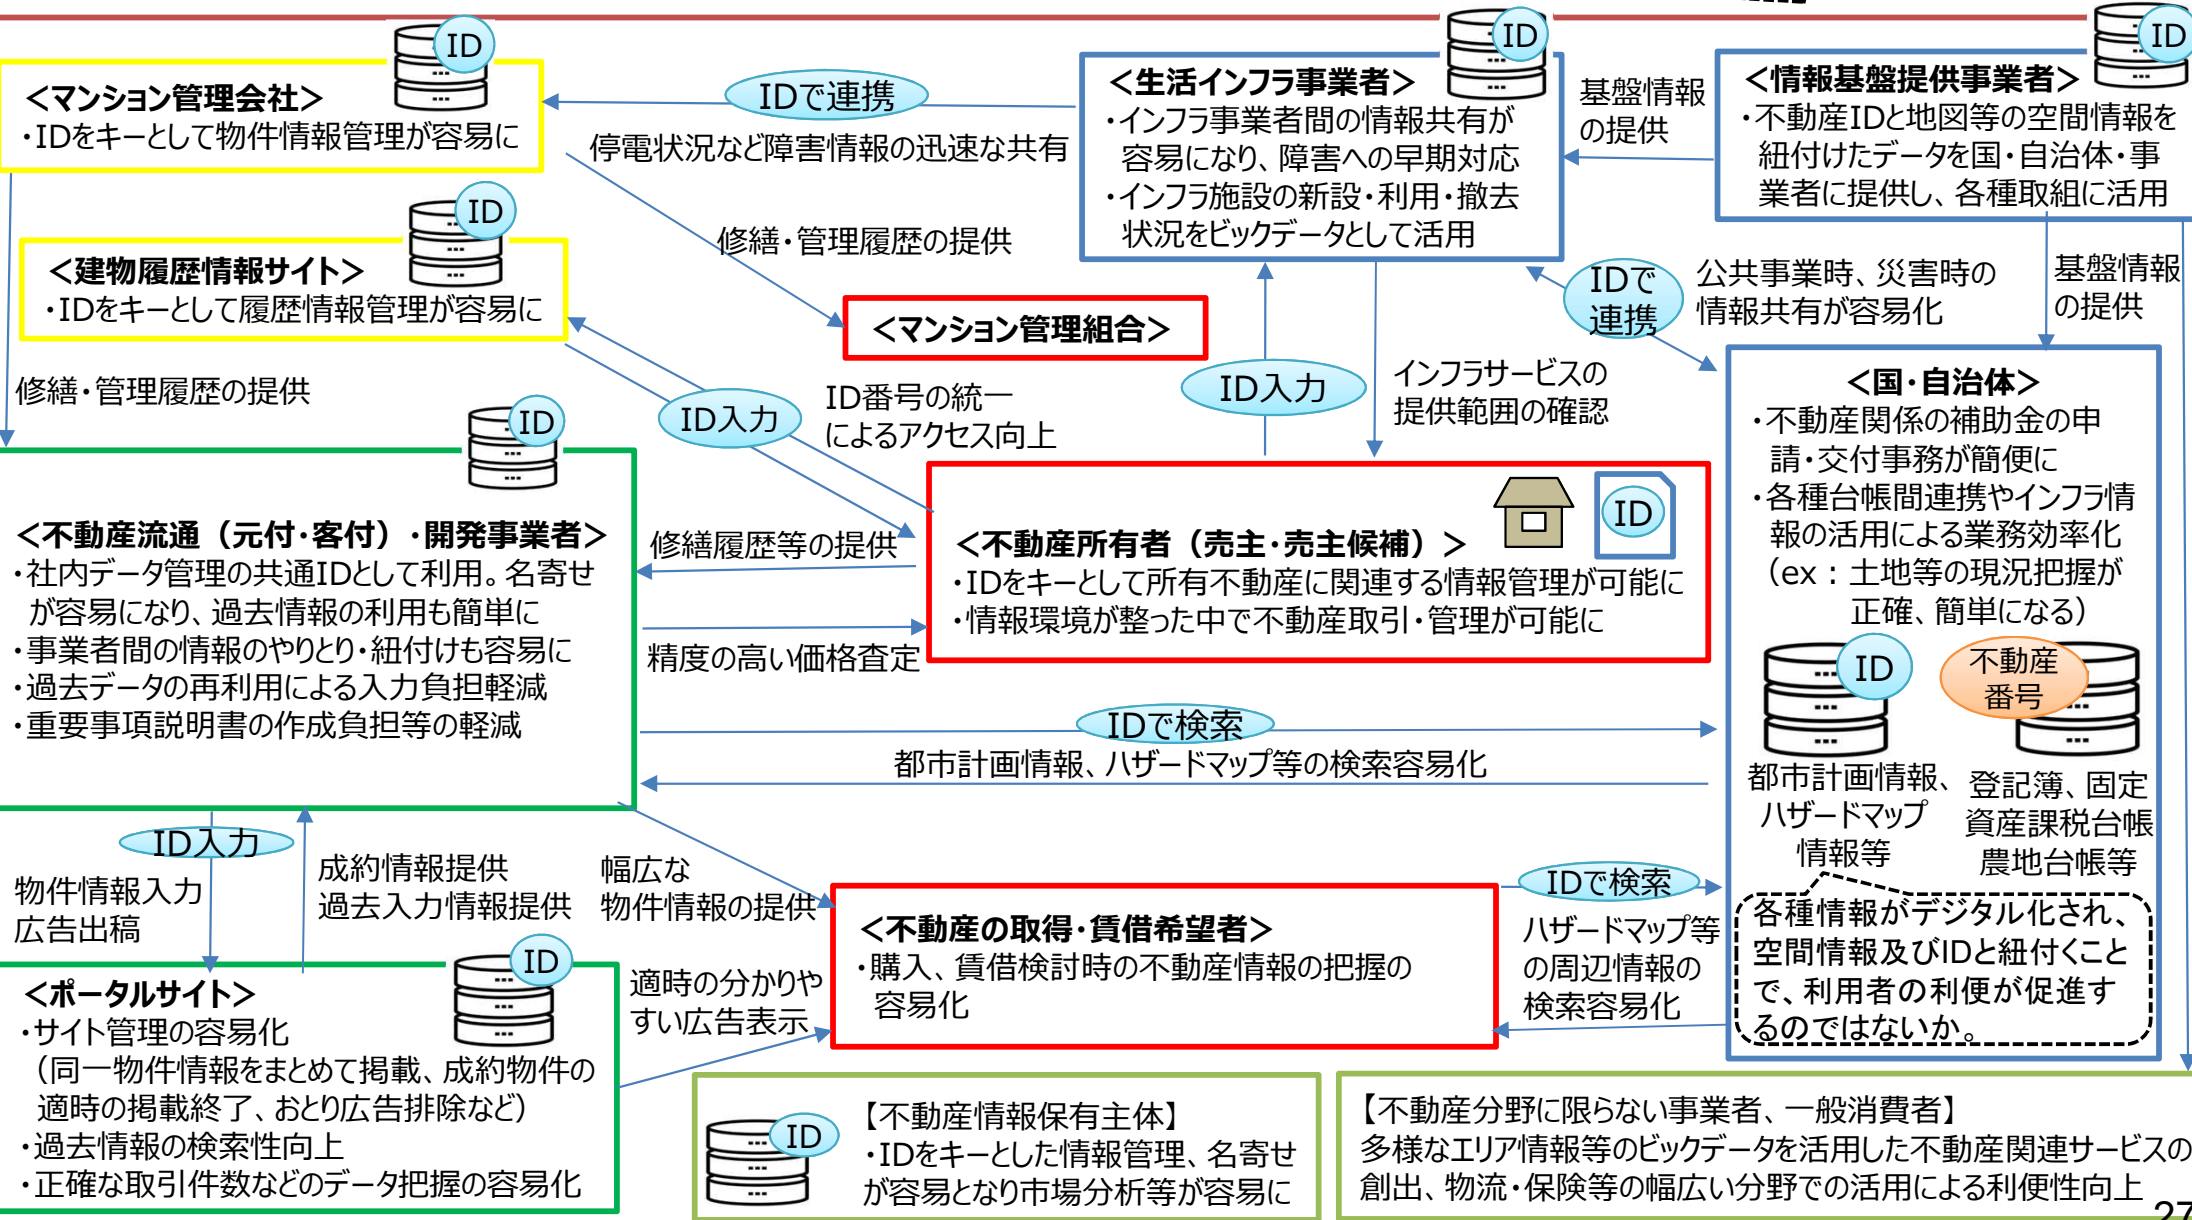 ID
<マンション管理会社>
・IDをキーとして物件情報管理が容易に
IDで連携
停電状況など障害情報の迅速な共有
ID
<生活インフラ事業者>
・インフラ事業者間の情報共有が
容易になり、障害への早期対応
・インフラ施設の新設・利用・撤去
状況をビックデータとして活用
基盤情報
の提供
ID
<情報基盤提供事業者>
・不動産IDと地図等の空間情報を
紐付けたデータを国・自治体・事
業者に提供し、各種取組に活用
ID
<建物履歴情報サイト>
・IDをキーとして履歴情報管理が容易に
修繕・管理履歴の提供
<マンション管理組合>
IDで
連携
公共事業時、災害時の
情報共有が容易化
基盤情報
の提供
修繕・管理履歴の提供
ID入力
ID番号の統一
によるアクセス向上
ID入力
インフラサービスの
提供範囲の確認
ID
<不動産流通（元付・客付）・開発事業者>
・社内データ管理の共通IDとして利用。名寄せ
が容易になり、過去情報の利用も簡単に
・事業者間の情報のやりとり・紐付けも容易に
・過去データの再利用による入力負担軽減
・重要事項説明書の作成負担等の軽減
修繕履歴等の提供
精度の高い価格査定
ID
<不動産所有者（売主・売主候補）>
・IDをキーとして所有不動産に関連する情報管理が可能に
・情報環境が整った中で不動産取引・管理が可能に
<国・自治体>
・不動産関係の補助金の申
請・交付事務が簡便に
・各種台帳間連携やインフラ情
報の活用による業務効率化
（ex：土地等の現況把握が
正確、簡単になる）
ID
不動産
番号
都市計画情報、
ハザードマップ
情報等
登記簿、固定
資産課税台帳
農地台帳等
各種情報がデジタル化され、
空間情報及びIDと紐付くこと
で、利用者の利便が促進す
るのではないか。
IDで検索
都市計画情報、ハザードマップ等の検索容易化
ID入力
物件情報入力
広告出稿
成約情報提供
過去入力情報提供
幅広な
物件情報の提供
<不動産の取得・賃借希望者>
・購入、賃借検討時の不動産情報の把握の
容易化
IDで検索
ハザードマップ等
の周辺情報の
検索容易化
ID
<ポータルサイト>
・サイト管理の容易化
（同一物件情報をまとめて掲載、成約物件の
適時の掲載終了、おとり広告排除など）
・過去情報の検索性向上
・正確な取引件数などのデータ把握の容易化
適時の分かりや
すい広告表示
ID
【不動産情報保有主体】
・IDをキーとした情報管理、名寄せ
が容易となり市場分析等が容易に
【不動産分野に限らない事業者、一般消費者】
多様なエリア情報等のビックデータを活用した不動産関連サービスの
創出、物流・保険等の幅広い分野での活用による利便性向上
27